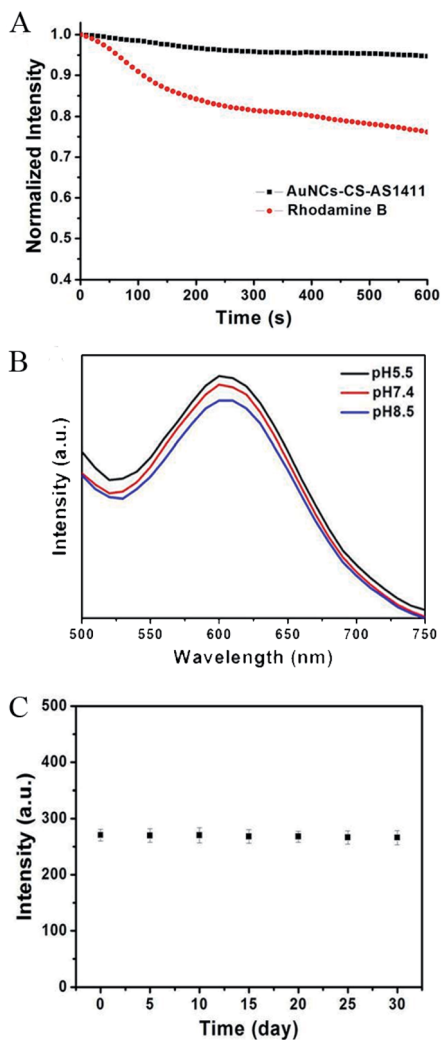 A
1.0
0.9
0.8
0.7
0.6
0.5
0.4
Normalized Intensity
AuNCs-CS-AS1411
Rhodamine B
0 100 200 300 400 500 600
Time (s)
B
pH5.5
pH7.4
pH8.5
Intensity (a.u.)
500 550 600 650 700 750
Wavelength (nm)
C
500
400
300
200
100
0
Intensity (a.u.)
0 5 10 15 20 25 30
Time (day)